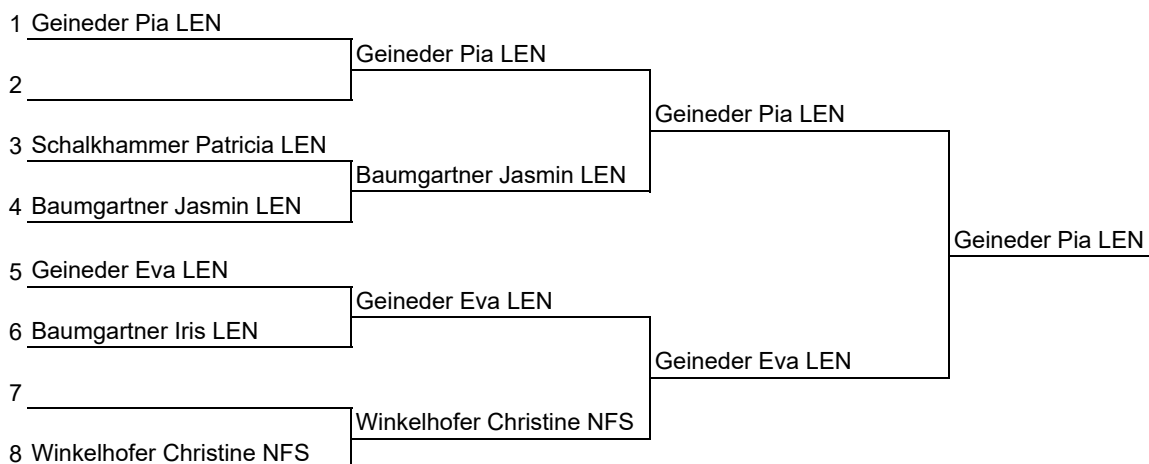 1 Geineder Pia LEN
Geineder Pia LEN
2
Geineder Pia LEN
3 Schalkhammer Patricia LEN
Baumgartner Jasmin LEN
4 Baumgartner Jasmin LEN
Geineder Pia LEN
5 Geineder Eva LEN
Geineder Eva LEN
6 Baumgartner Iris LEN
Geineder Eva LEN
7
Winkelhofer Christine NFS
8 Winkelhofer Christine NFS